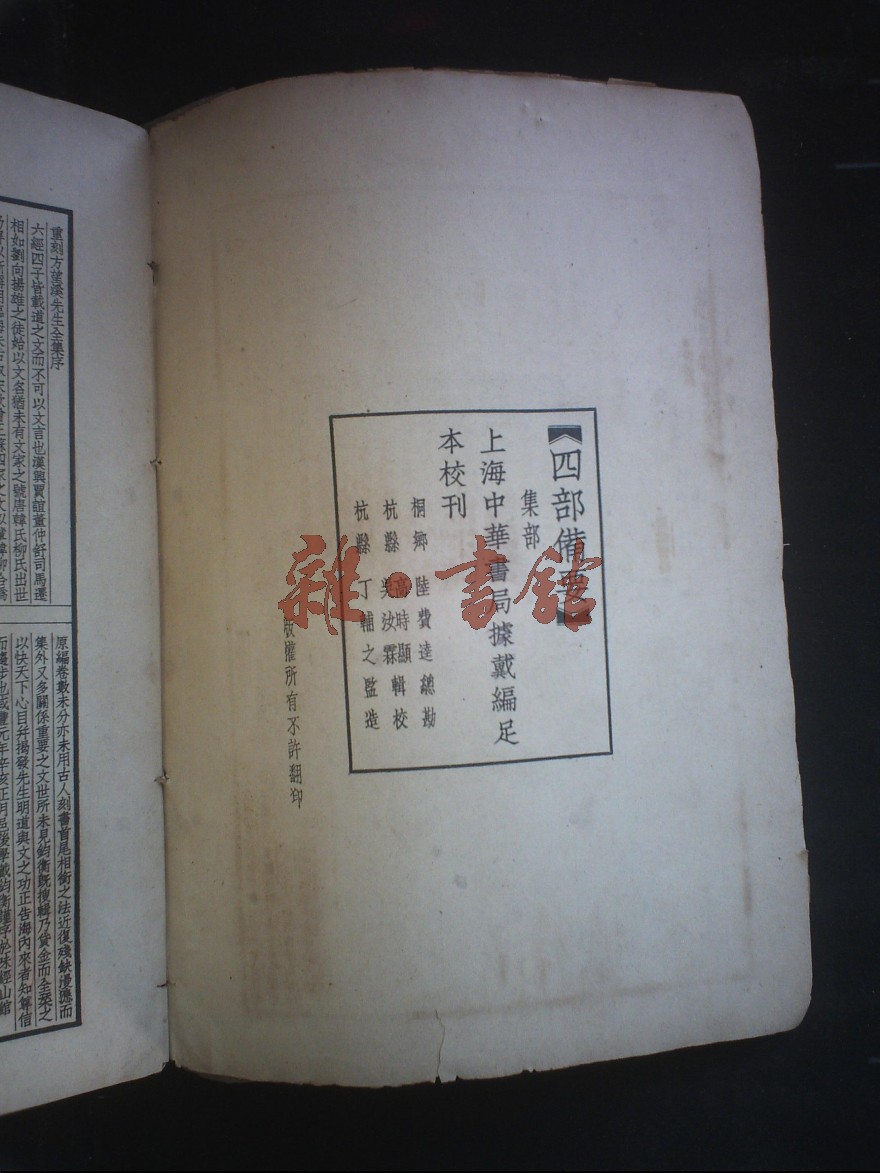 四部備要
集部
上海中華書局據戴編足
本校刊
桐鄉 陸費逵總勘
杭縣 高時顯輯校
杭縣 吳汝霖輯校
杭縣 丁輔之監造
版權所有不許翻印
雜·書館
重刻方望溪先生全集序
六經四子皆載道之文而不可以文言也漢興賈誼董仲舒司馬遷
相如劉向揚雄之徒始以文名猶未有文家之號唐韓氏柳氏出世
原編卷數未分亦未用古人刻書首尾相銜之法近復殘缺漫漶而
集外又多關係重要之文世所未見鈞衡既搜輯乃貸金而全槧之
以快天下心目并揚發先生明道與文之功正告海內來者知尊信
而邁步也咸豐元年辛亥正月邑後學戴鈞衡謹序於味經山館